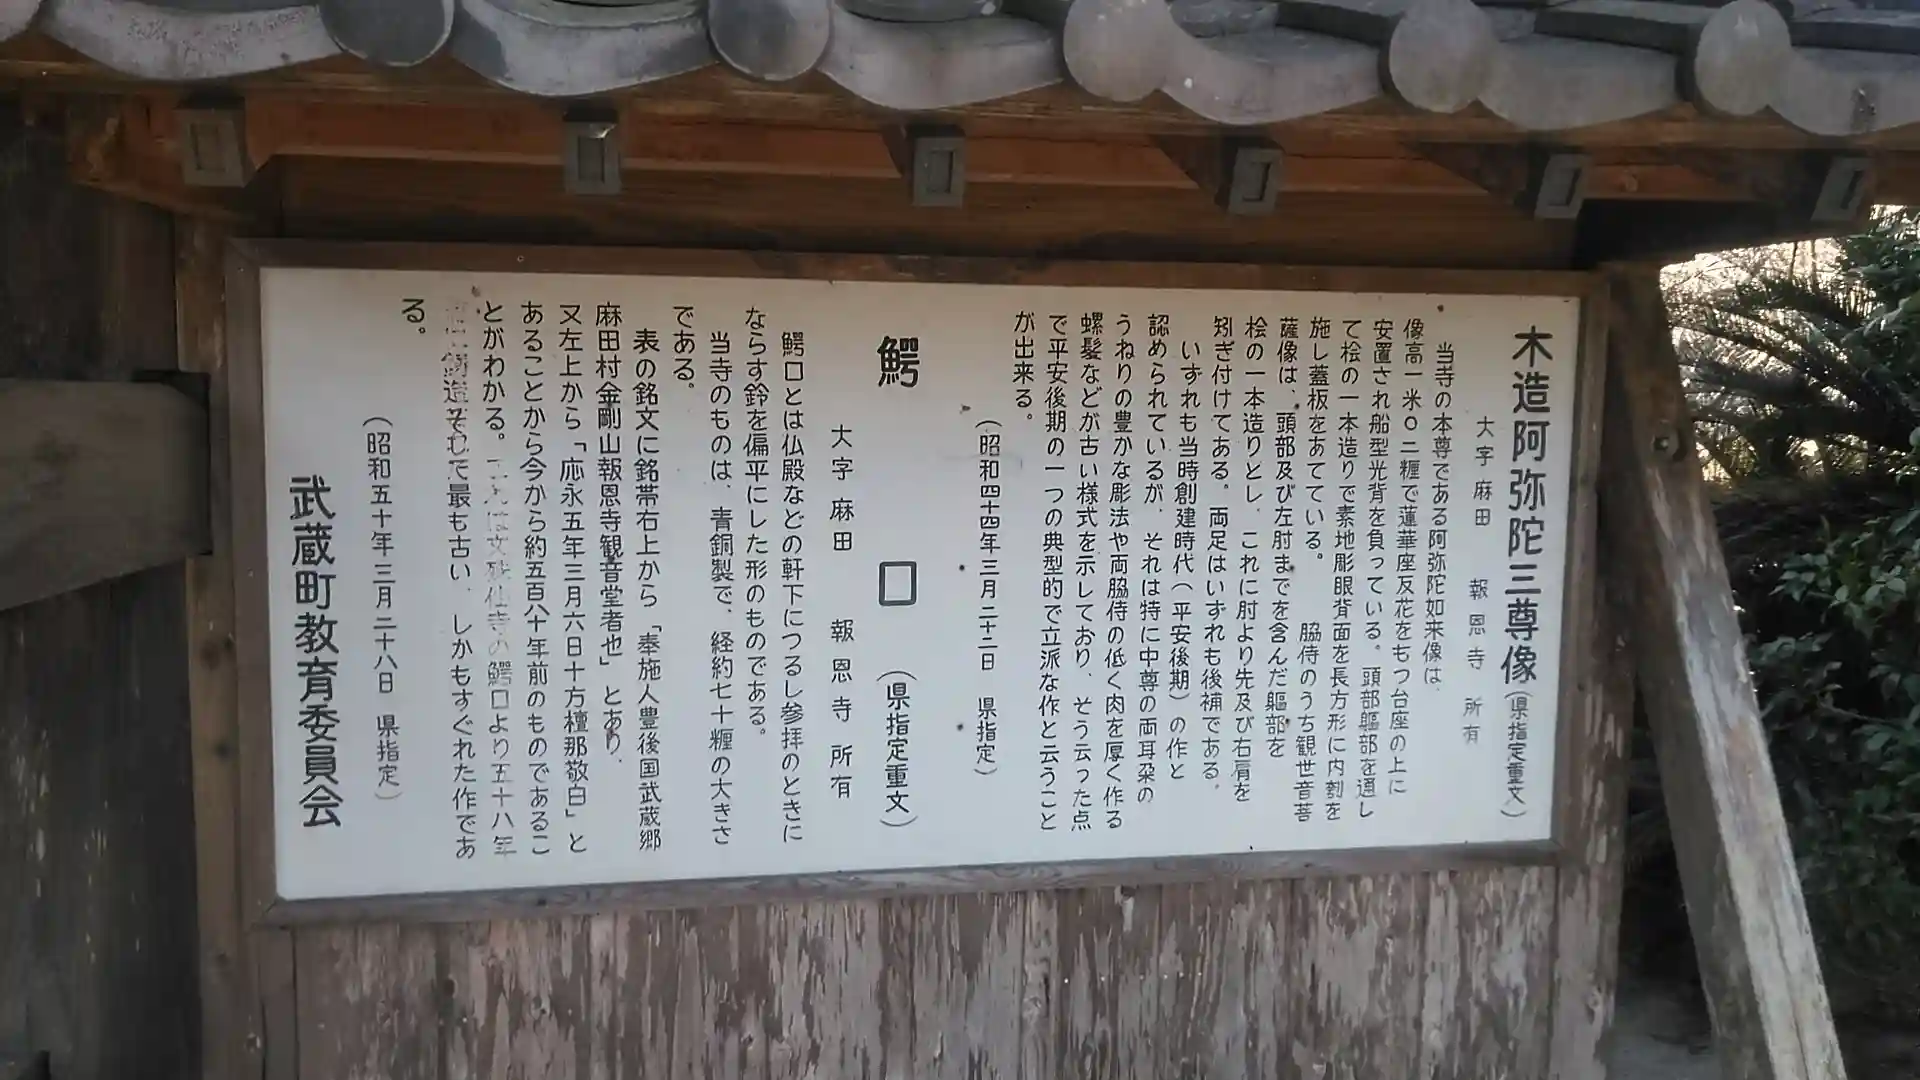 木造阿弥陀三尊像(県指定重文)
大字 麻田 報恩寺 所有
当寺の本尊である阿弥陀如来像は、
像高一米〇二糎で蓮華座反花をもつ台座の上に
安置され船型光背を負っている。頭部軀部を通し
て桧の一本造りで素地彫眼背面を長方形に内刳を
施し蓋板をあてている。 脇侍のうち観世音菩
薩像は、頭部及び左肘までを含んだ軀部を
桧の一本造りとし、これに肘より先及び右肩を
矧ぎ付けてある。両足はいずれも後補である。
いずれも当時創建時代(平安後期)の作と
認められているが、それは特に中尊の両耳朶の
うねりの豊かな彫法や両脇侍の低く肉を厚く作る
螺髪などが古い様式を示しており、そう云った点
で平安後期の一つの典型的で立派な作と云うこと
が出来る。
(昭和四十四年三月二十二日 県指定)
鰐口 (県指定重文)
大字 麻田 報恩寺 所有
鰐口とは仏殿などの軒下につるし参拝のときに
ならす鈴を偏平にした形のものである。
当寺のものは、青銅製で、経約七十糎の大きさ
である。
表の銘文に銘帯右上から「奉施人豊後国武蔵郷
麻田村金剛山報恩寺観音堂者也」とあり、
又左上から「応永五年三月六日十方檀那敬白」と
あることから今から約五百八十年前のものであるこ
とがわかる。は文殊仙寺の鰐口より五十八年
鋳造そして最も古い、しかもすぐれた作であ
る。
(昭和五十年三月二十八日 県指定)
武蔵町教育委員会